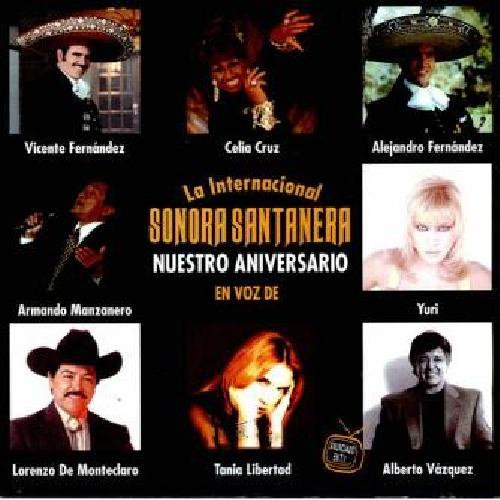 Vicente Fernández
Celia Cruz
Alejandro Fernández
La Internacional
SONORA SANTANERA
NUESTRO ANIVERSARIO
EN VOZ DE
Armando Manzanero
Yuri
Lorenzo De Monteclaro
Tania Libertad
Alberto Vázquez